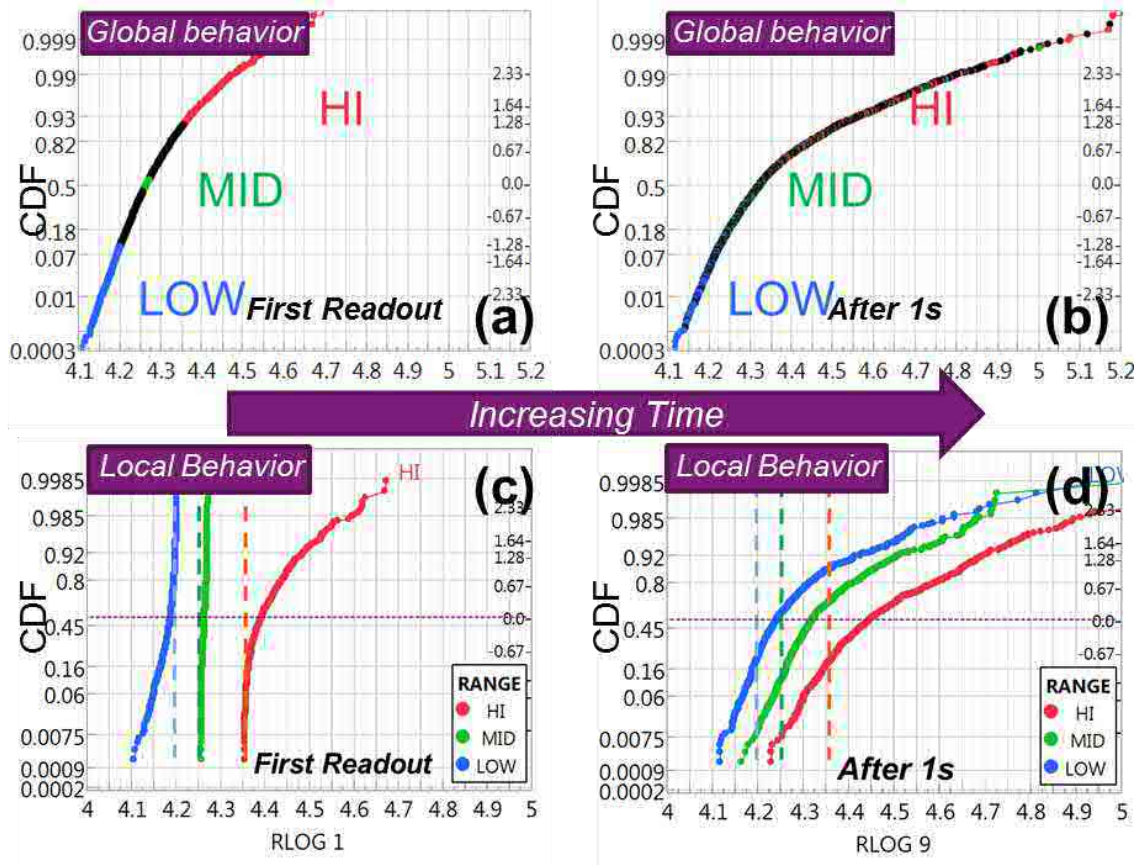 Global behavior
CDF
0.999
0.99
0.93
0.82
0.5
0.18
0.07
0.01
0.0003
2.33
1.64
1.28
0.67
0.0
-0.67
-1.28
-1.64
-2.33
HI
MID
LOW
First Readout
(a)
4.1 4.2 4.3 4.4 4.5 4.6 4.7 4.8 4.9 5 5.1 5.2
Global behavior
CDF
0.999
0.99
0.93
0.82
0.5
0.18
0.07
0.01
0.0003
2.33
1.64
1.28
0.67
0.0
-0.67
-1.28
-1.64
-2.33
HI
MID
LOW
After 1s
(b)
4.1 4.2 4.3 4.4 4.5 4.6 4.7 4.8 4.9 5 5.1 5.2
Increasing Time
Local Behavior
CDF
0.9985
0.985
0.92
0.8
0.45
0.16
0.06
0.0075
0.0009
0.0002
HI
(c)
2.33
1.64
1.28
0.67
0.0
-0.67
RANGE
HI
MID
LOW
First Readout
4 4.1 4.2 4.3 4.4 4.5 4.6 4.7 4.8 4.9 5
RLOG 1
Local Behavior
CDF
0.9985
0.985
0.92
0.8
0.45
0.16
0.06
0.0075
0.0009
0.0002
(d)
2.33
1.64
1.28
0.67
0.0
-0.67
RANGE
HI
MID
LOW
After 1s
4 4.1 4.2 4.3 4.4 4.5 4.6 4.7 4.8 4.9 5
RLOG 9